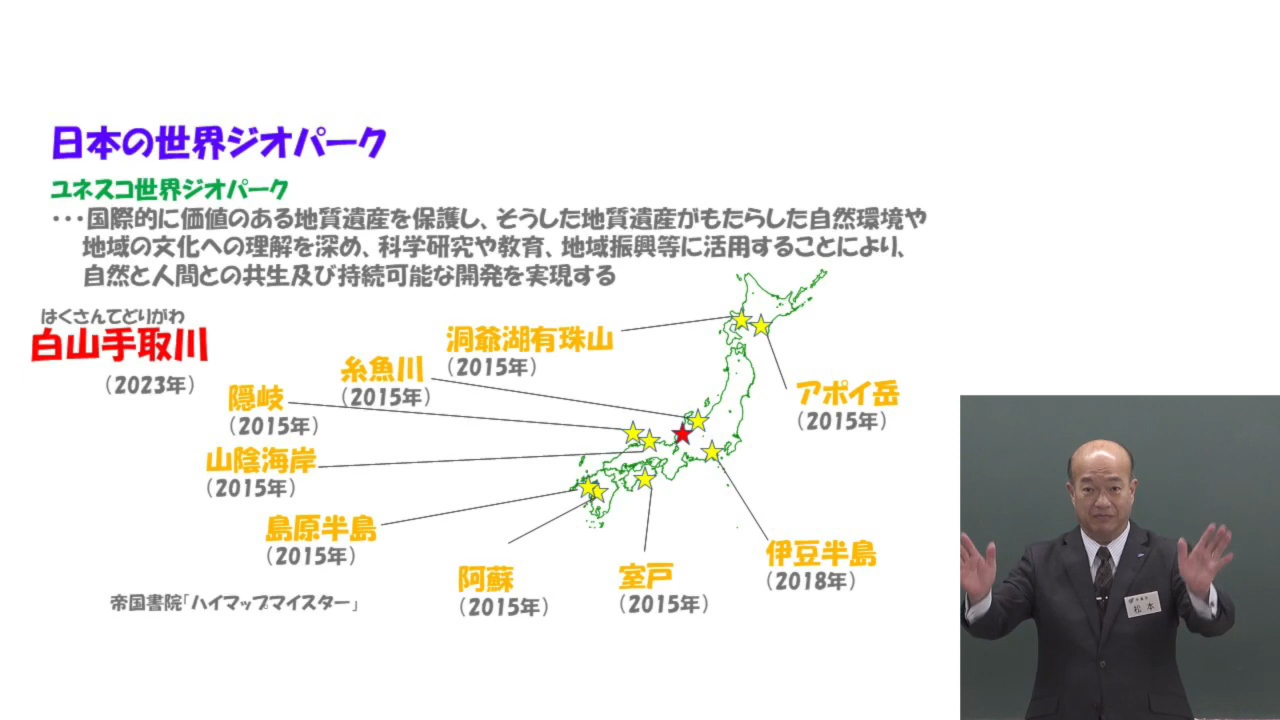 日本の世界ジオパーク
ユネスコ世界ジオパーク
・・・国際的に価値のある地質遺産を保護し、そうした地質遺産がもたらした自然環境や
地域の文化への理解を深め、科学研究や教育、地域振興等に活用することにより、
自然と人間との共生及び持続可能な開発を実現する
はくさんてどりがわ
白山手取川
（2023年）
洞爺湖有珠山
（2015年）
糸魚川
（2015年）
アポイ岳
（2015年）
隠岐
（2015年）
山陰海岸
（2015年）
島原半島
（2015年）
阿蘇
（2015年）
室戸
（2015年）
伊豆半島
（2018年）
帝国書院「ハイマップマイスター」
松本